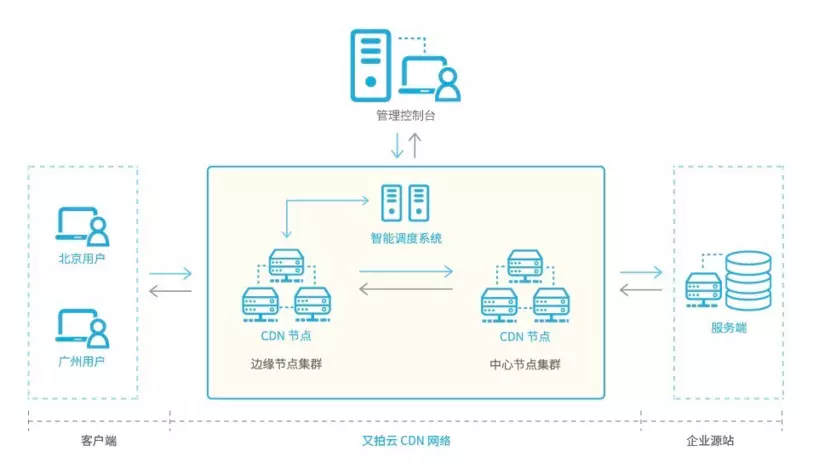 管理控制台
智能调度系统
北京用户
广州用户
CDN 节点
边缘节点集群
CDN 节点
中心节点集群
服务端
客户端
又拍云 CDN 网络
企业源站